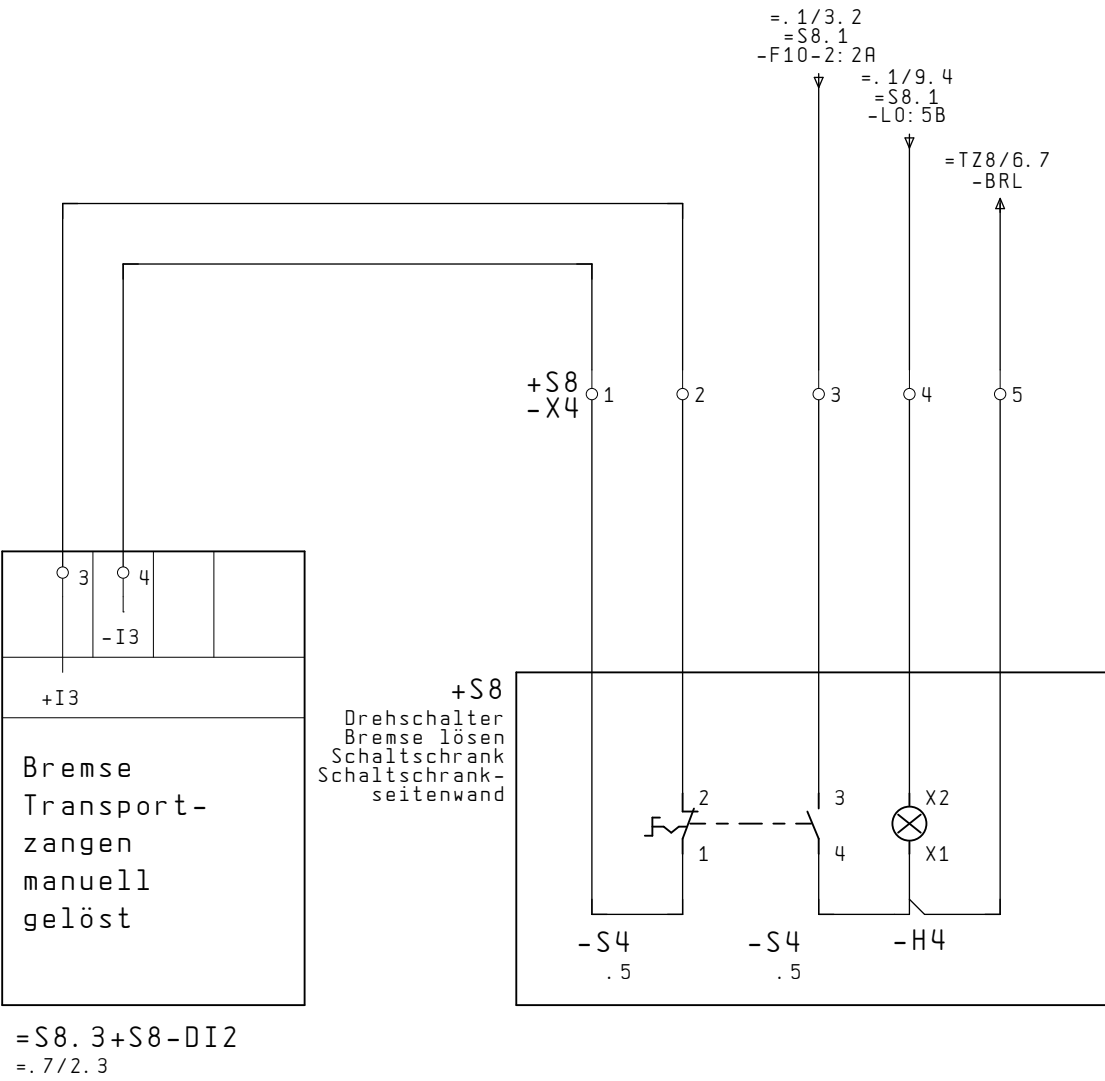 =.1/3.2
=S8.1
-F10-2:2A
=.1/9.4
=S8.1
-L0:5B
=TZ8/6.7
-BRL
+S8
-X4
1
2
3
4
5
3
4
-I3
+I3
Bremse
Transport-
zangen
manuell
gelöst
=S8.3+S8-DI2
=.7/2.3
+S8
Drehschalter
Bremse lösen
Schaltschrank
Schaltschrank-
seitenwand
2
1
3
4
X2
X1
-S4
.5
-S4
.5
-H4